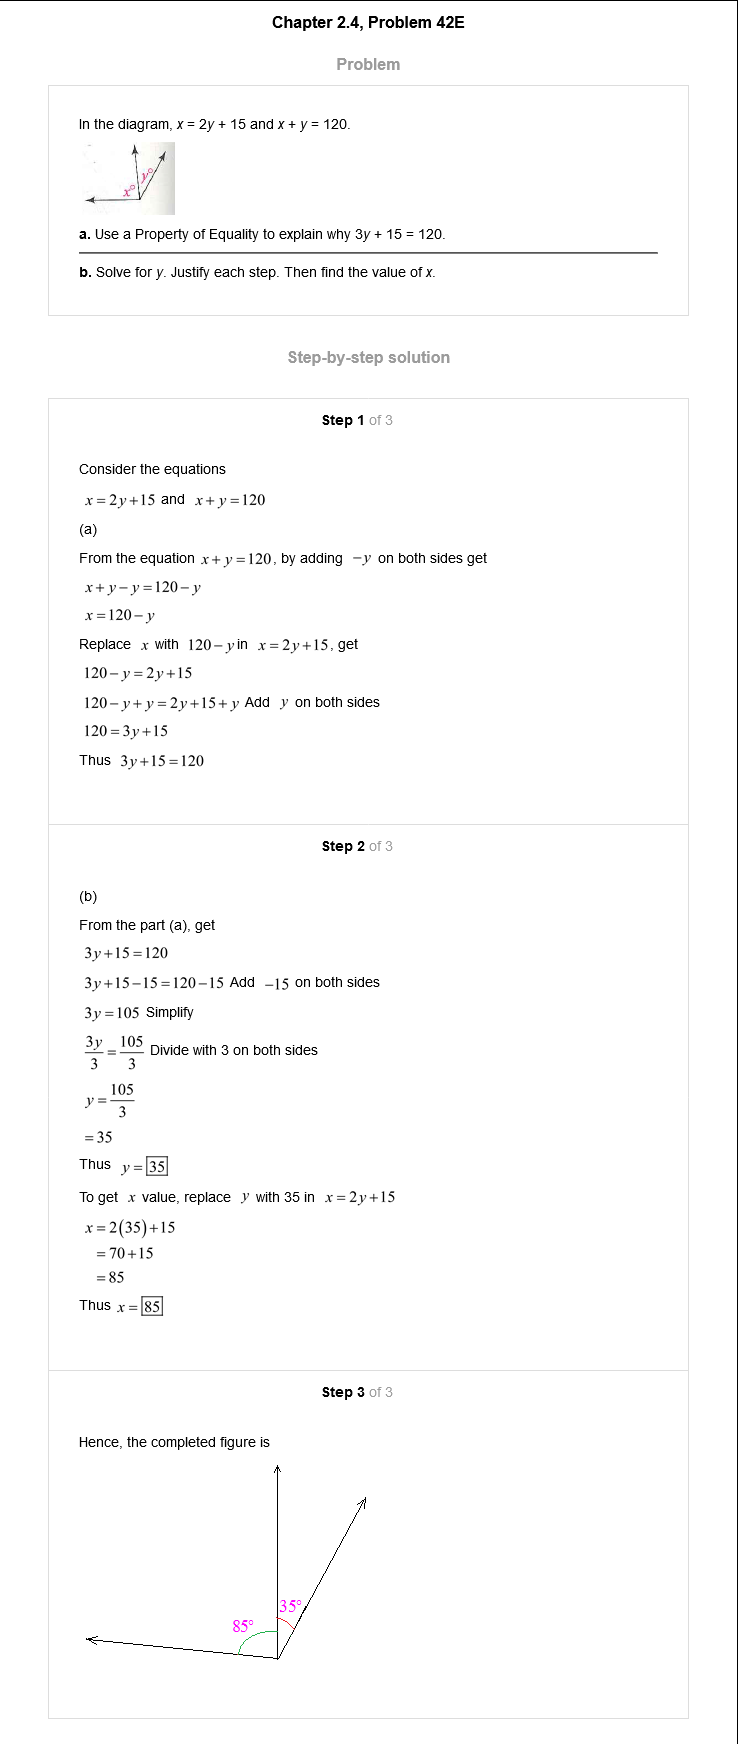 Chapter 2.4, Problem 42E
Problem
In the diagram, x = 2y + 15 and x + y = 120.
x° y°
a. Use a Property of Equality to explain why 3y + 15 = 120.
b. Solve for y. Justify each step. Then find the value of x.
Step-by-step solution
Step 1 of 3
Consider the equations
x = 2y + 15 and x + y = 120
(a)
From the equation x + y = 120, by adding −y on both sides get
x + y − y = 120 − y
x = 120 − y
Replace x with 120 − y in x = 2y + 15, get
120 − y = 2y + 15
120 − y + y = 2y + 15 + y Add y on both sides
120 = 3y + 15
Thus 3y + 15 = 120
Step 2 of 3
(b)
From the part (a), get
3y + 15 = 120
3y + 15 − 15 = 120 − 15 Add −15 on both sides
3y = 105 Simplify
3y/3 = 105/3 Divide with 3 on both sides
y = 105/3
= 35
Thus y = 35
To get x value, replace y with 35 in x = 2y + 15
x = 2(35) + 15
= 70 + 15
= 85
Thus x = 85
Step 3 of 3
Hence, the completed figure is
35°
85°